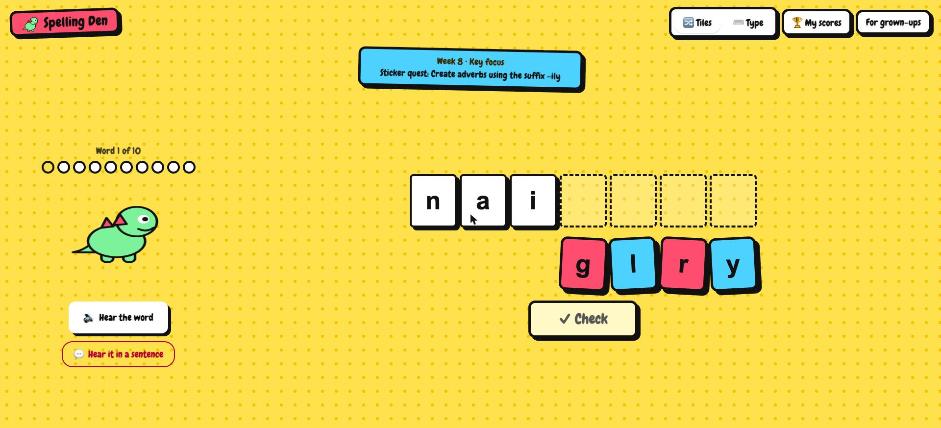 Spelling Den
Tiles
Type
My scores
For grown-ups
Week 8 · Key focus
Sticker quest: Create adverbs using the suffix -ily
Word 1 of 10
n a i
g l r y
✓ Check
Hear the word
Hear it in a sentence